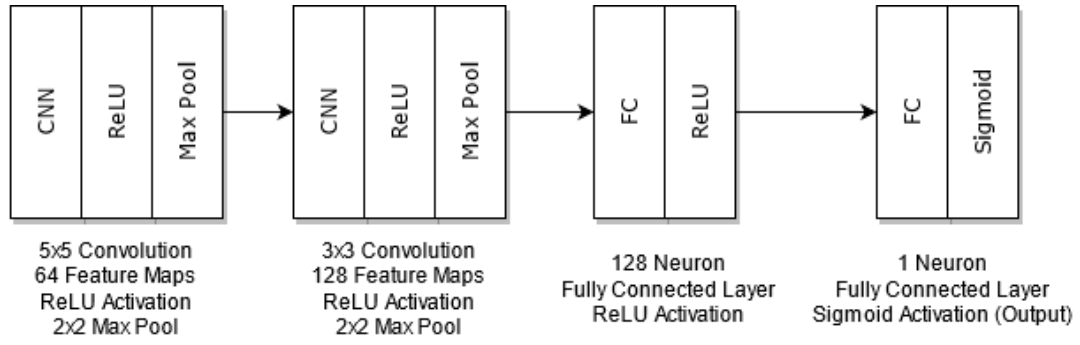 CNN
ReLU
Max Pool
CNN
ReLU
Max Pool
FC
ReLU
FC
Sigmoid
5x5 Convolution
64 Feature Maps
ReLU Activation
2x2 Max Pool
3x3 Convolution
128 Feature Maps
ReLU Activation
2x2 Max Pool
128 Neuron
Fully Connected Layer
ReLU Activation
1 Neuron
Fully Connected Layer
Sigmoid Activation (Output)